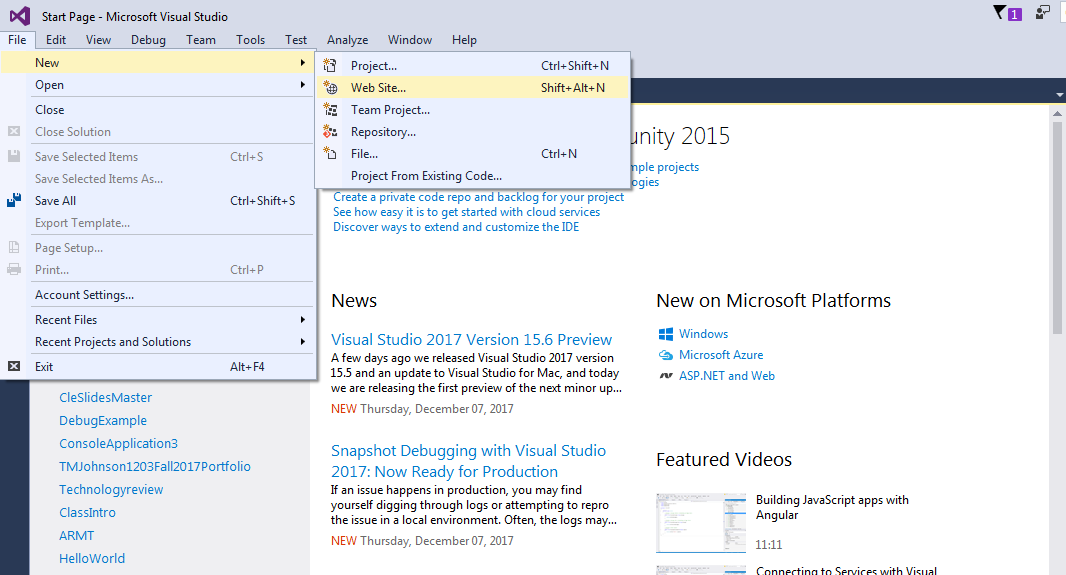 Start Page - Microsoft Visual Studio
1
File Edit View Debug Team Tools Test Analyze Window Help
New
Open
Close
Close Solution
Save Selected Items Ctrl+S
Save Selected Items As...
Save All Ctrl+Shift+S
Export Template...
Page Setup...
Print... Ctrl+P
Account Settings...
Recent Files
Recent Projects and Solutions
Exit Alt+F4
Project... Ctrl+Shift+N
Web Site... Shift+Alt+N
Team Project...
Repository...
File... Ctrl+N
Project From Existing Code...
2015
projects
Create a private code repo and backlog for your project
See how easy it is to get started with cloud services
Discover ways to extend and customize the IDE
CleSlidesMaster
DebugExample
ConsoleApplication3
TMJohnson1203Fall2017Portfolio
Technologyreview
ClassIntro
ARMT
HelloWorld
News
Visual Studio 2017 Version 15.6 Preview
A few days ago we released Visual Studio 2017 version
15.5 and an update to Visual Studio for Mac, and today
we are releasing the first preview of the next minor up...
NEW Thursday, December 07, 2017
Snapshot Debugging with Visual Studio
2017: Now Ready for Production
If an issue happens in production, you may find
yourself digging through logs or attempting to repro
the issue in a local environment. Often, the logs may...
NEW Thursday, December 07, 2017
New on Microsoft Platforms
Windows
Microsoft Azure
ASP.NET and Web
Featured Videos
Building JavaScript apps with
Angular
11:11
Connecting to Services with Visual